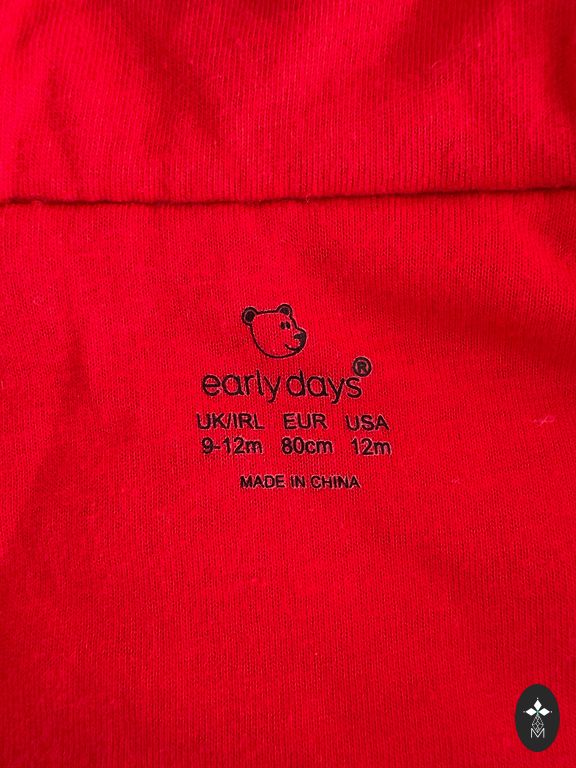 early days®
UK/IRL EUR USA
9-12m 80cm 12m
MADE IN CHINA
M